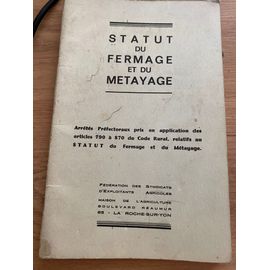 STATUT
DU
FERMAGE
ET DU
METAYAGE
Arrêtés Préfectoraux pris en application des
articles 790 à 870 du Code Rural, relatifs au
STATUT du Fermage et du Métayage.
FÉDÉRATION DES SYNDICATS
D'EXPLOITANTS AGRICOLES
MAISON DE L'AGRICULTURE
BOULEVARD RÉAUMUR
85 - LA ROCHE-SUR-YON